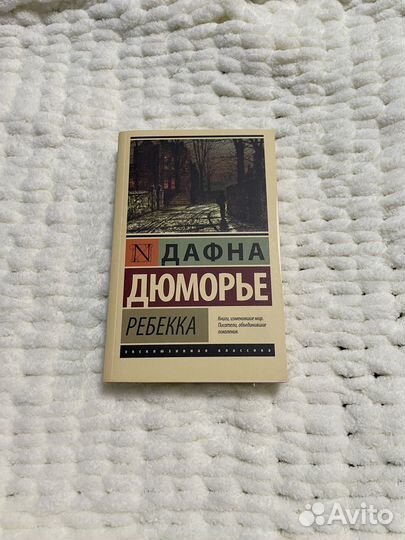 N ДАФНА
ДЮМОРЬЕ
РЕБЕККА
Книги, изменившие мир.
Писатели, объединившие
поколения.
ЭКСКЛЮЗИВНАЯ КЛАССИКА
Avito